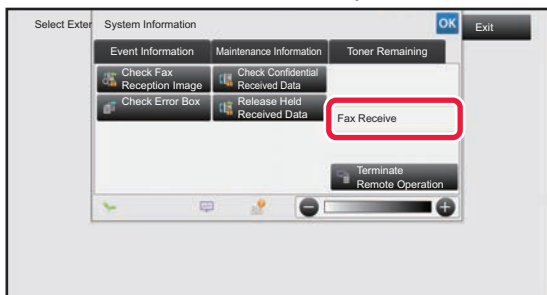 Select Exter
System Information
OK
Exit
Event Information
Maintenance Information
Toner Remaining
Check Fax
Reception Image
Check Confidential
Received Data
Check Error Box
Release Held
Received Data
Fax Receive
Terminate
Remote Operation